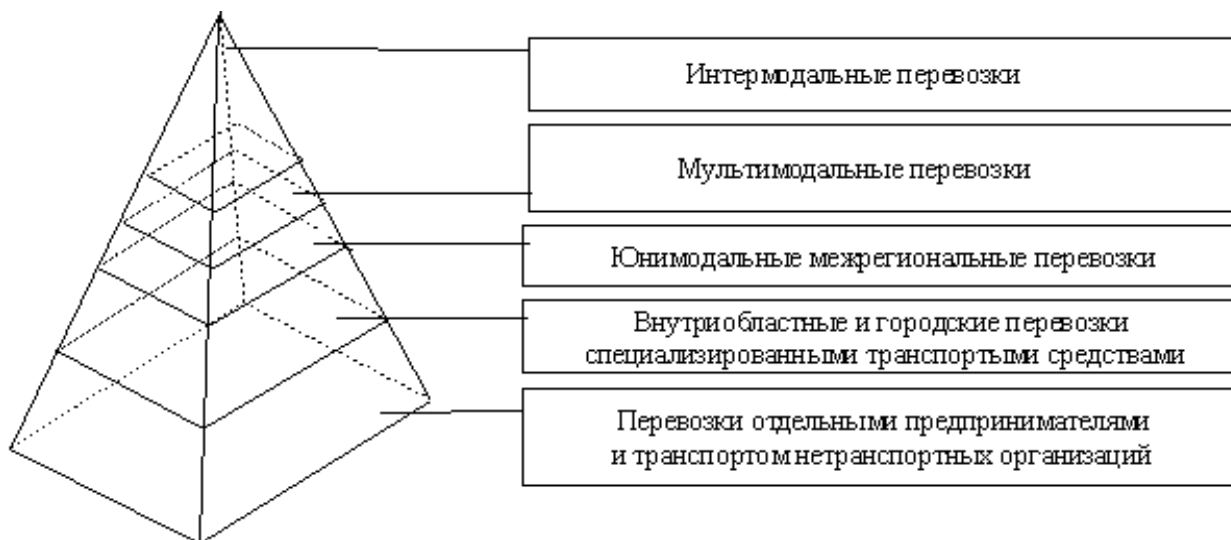 Интермодальные перевозки
Мультимодальные перевозки
Юнимодальные межрегиональные перевозки
Внутриобластные и городские перевозки
специализированными транспортыми средствами
Перевозки отдельными предпринимателями
и транспортом нетранспортных организаций